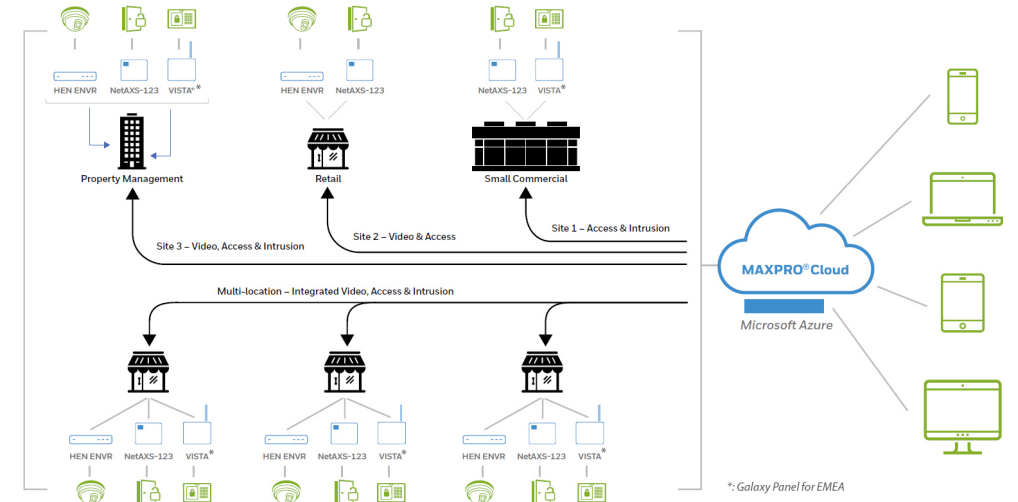 HEN ENVR NetAXS-123 VISTA®*
HEN ENVR NetAXS-123
NetAXS-123 VISTA*
Property Management
Retail
Small Commercial
Site 1 – Access & Intrusion
Site 2 – Video & Access
Site 3 – Video, Access & Intrusion
MAXPRO® Cloud
Microsoft Azure
Multi-location – Integrated Video, Access & Intrusion
HEN ENVR NetAXS-123 VISTA*
HEN ENVR NetAXS-123 VISTA*
HEN ENVR NetAXS-123 VISTA*
*: Galaxy Panel for EMEA